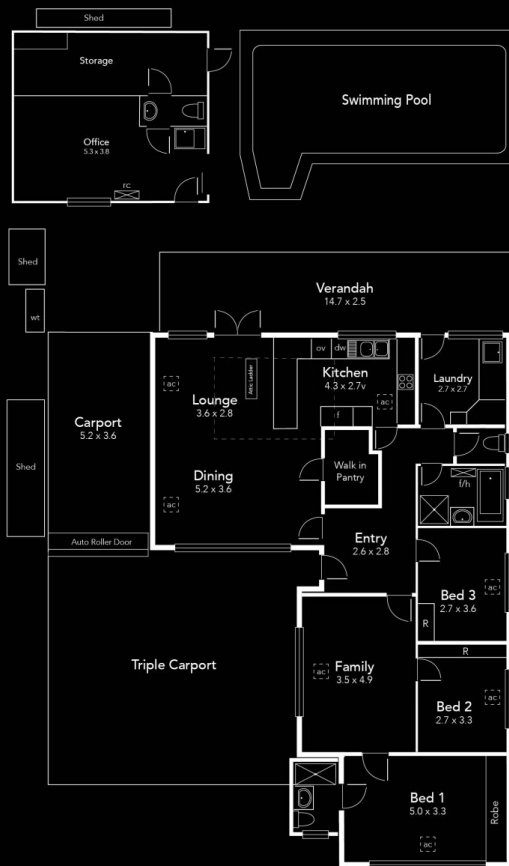 Shed
Storage
Swimming Pool
Office
5.3 x 3.8
rc
Shed
Verandah
14.7 x 2.5
wt
ov
dw
Kitchen
4.3 x 2.7v
ac
Lounge
3.6 x 2.8
Attic Ladder
ac
Laundry
2.7 x 2.7
Carport
5.2 x 3.6
f
Shed
Walk in
Pantry
Dining
5.2 x 3.6
f/h
ac
Auto Roller Door
Entry
2.6 x 2.8
Bed 3
2.7 x 3.6
ac
R
R
Triple Carport
Family
3.5 x 4.9
ac
Bed 2
2.7 x 3.3
ac
Bed 1
5.0 x 3.3
Robe
ac